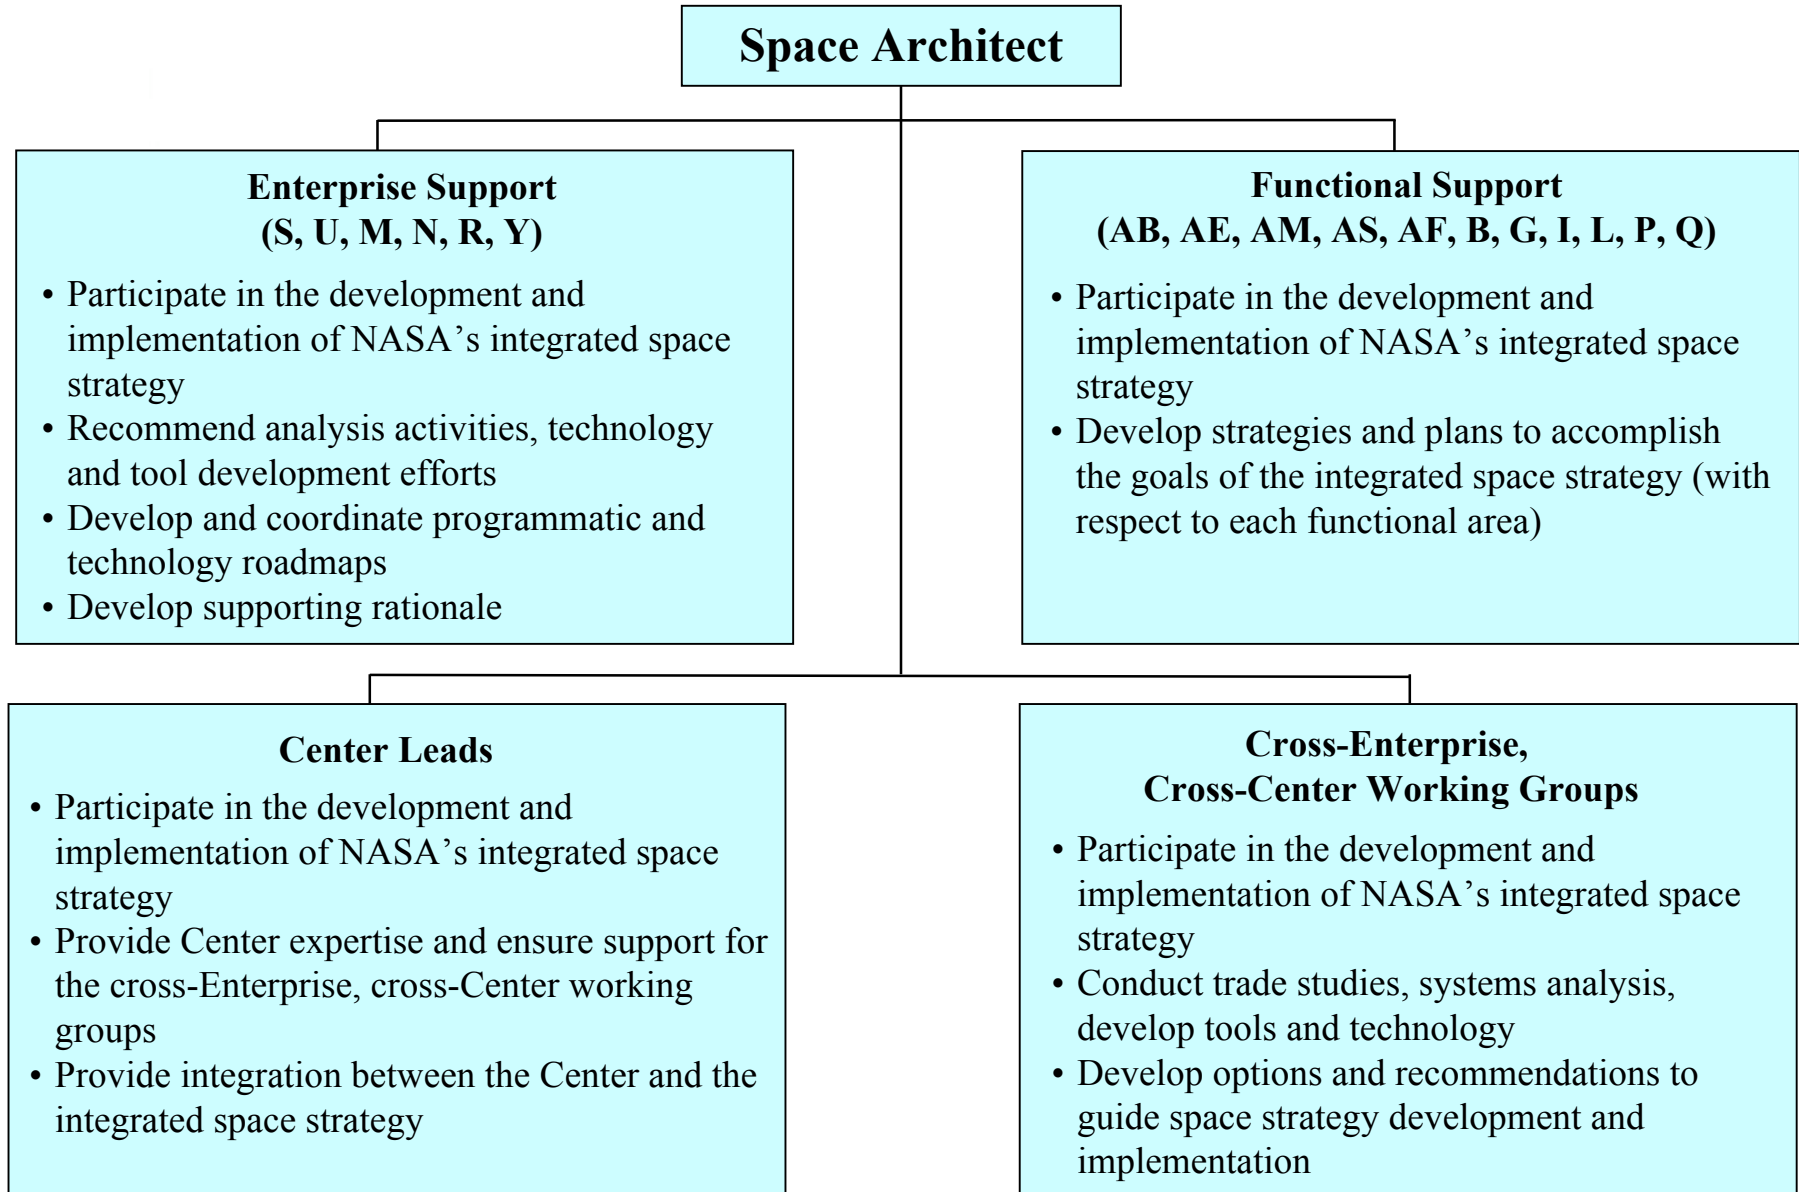 Space Architect
Enterprise Support
(S, U, M, N, R, Y)
• Participate in the development and
implementation of NASA’s integrated space
strategy
• Recommend analysis activities, technology
and tool development efforts
• Develop and coordinate programmatic and
technology roadmaps
• Develop supporting rationale
Functional Support
(AB, AE, AM, AS, AF, B, G, I, L, P, Q)
• Participate in the development and
implementation of NASA’s integrated space
strategy
• Develop strategies and plans to accomplish
the goals of the integrated space strategy (with
respect to each functional area)
Center Leads
• Participate in the development and
implementation of NASA’s integrated space
strategy
• Provide Center expertise and ensure support for
the cross-Enterprise, cross-Center working
groups
• Provide integration between the Center and the
integrated space strategy
Cross-Enterprise,
Cross-Center Working Groups
• Participate in the development and
implementation of NASA’s integrated space
strategy
• Conduct trade studies, systems analysis,
develop tools and technology
• Develop options and recommendations to
guide space strategy development and
implementation